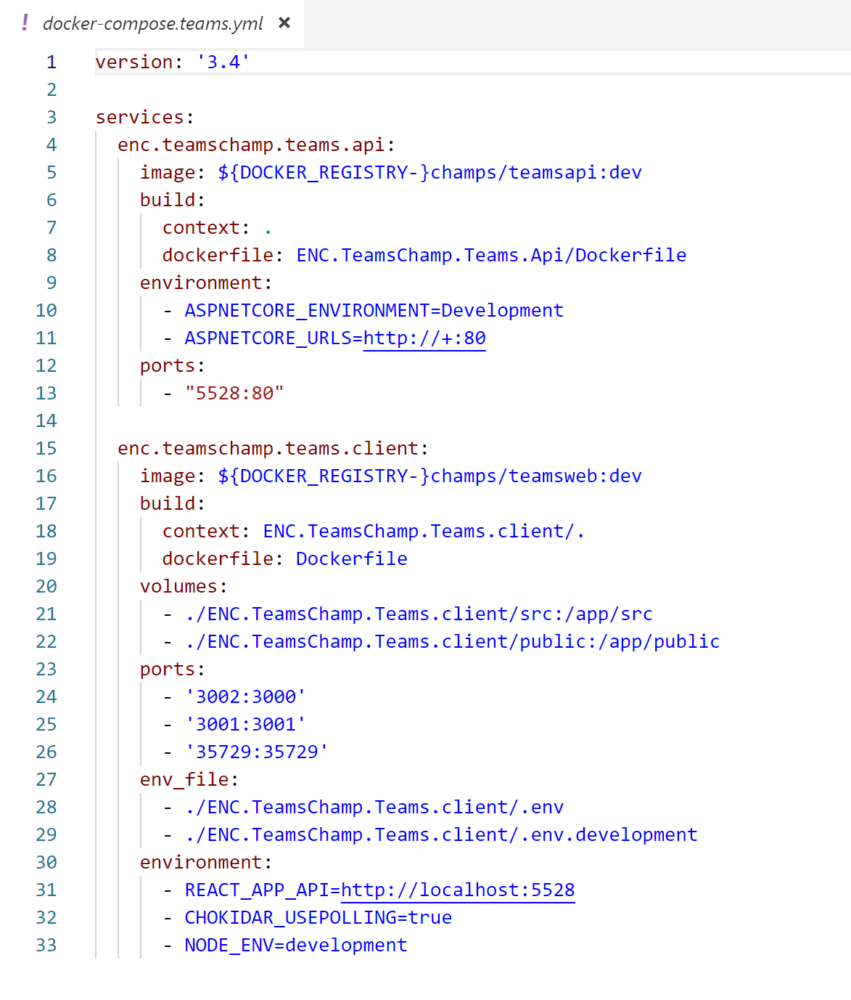 ! docker-compose.teams.yml ×
1 version: '3.4'
2
3 services:
4   enc.teamschamp.teams.api:
5     image: ${DOCKER_REGISTRY-}champs/teamsapi:dev
6     build:
7       context: .
8       dockerfile: ENC.TeamsChamp.Teams.Api/Dockerfile
9     environment:
10       - ASPNETCORE_ENVIRONMENT=Development
11       - ASPNETCORE_URLS=http://+:80
12     ports:
13       - "5528:80"
14
15   enc.teamschamp.teams.client:
16     image: ${DOCKER_REGISTRY-}champs/teamsweb:dev
17     build:
18       context: ENC.TeamsChamp.Teams.client/.
19       dockerfile: Dockerfile
20     volumes:
21       - ./ENC.TeamsChamp.Teams.client/src:/app/src
22       - ./ENC.TeamsChamp.Teams.client/public:/app/public
23     ports:
24       - '3002:3000'
25       - '3001:3001'
26       - '35729:35729'
27     env_file:
28       - ./ENC.TeamsChamp.Teams.client/.env
29       - ./ENC.TeamsChamp.Teams.client/.env.development
30     environment:
31       - REACT_APP_API=http://localhost:5528
32       - CHOKIDAR_USEPOLLING=true
33       - NODE_ENV=development